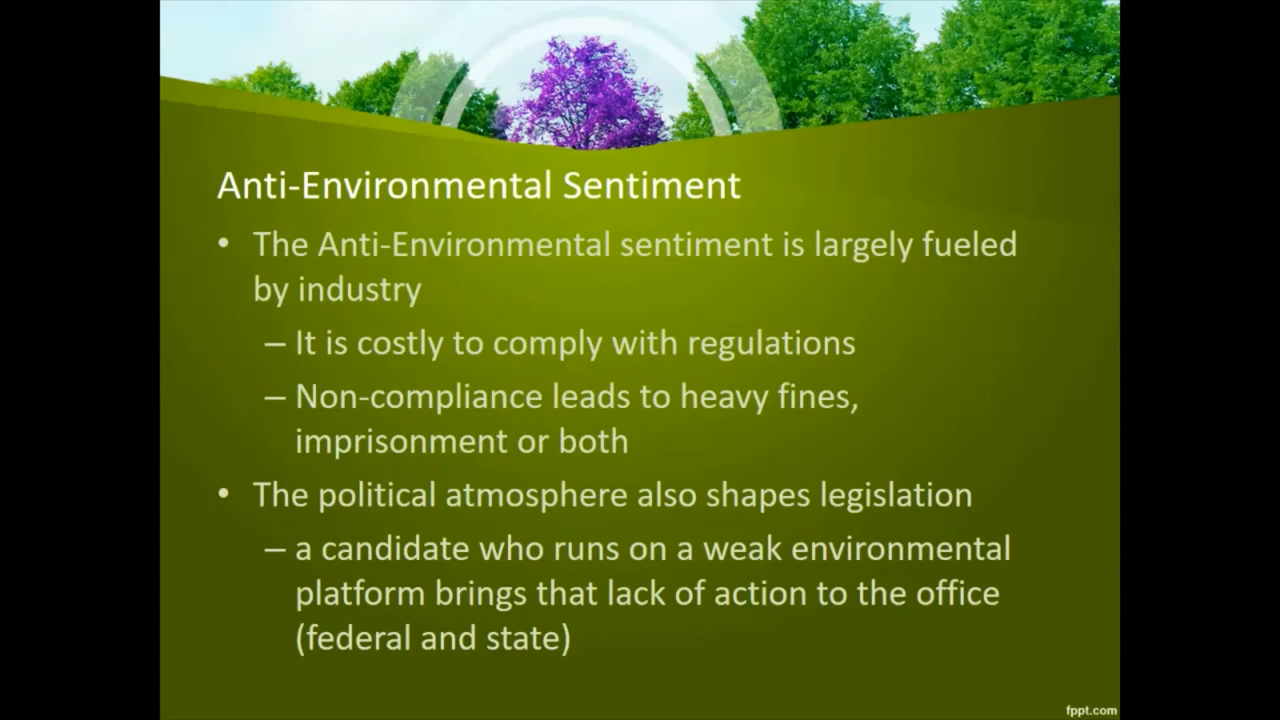 Anti-Environmental Sentiment
• The Anti-Environmental sentiment is largely fueled
by industry
– It is costly to comply with regulations
– Non-compliance leads to heavy fines,
imprisonment or both
• The political atmosphere also shapes legislation
– a candidate who runs on a weak environmental
platform brings that lack of action to the office
(federal and state)
fppt.com